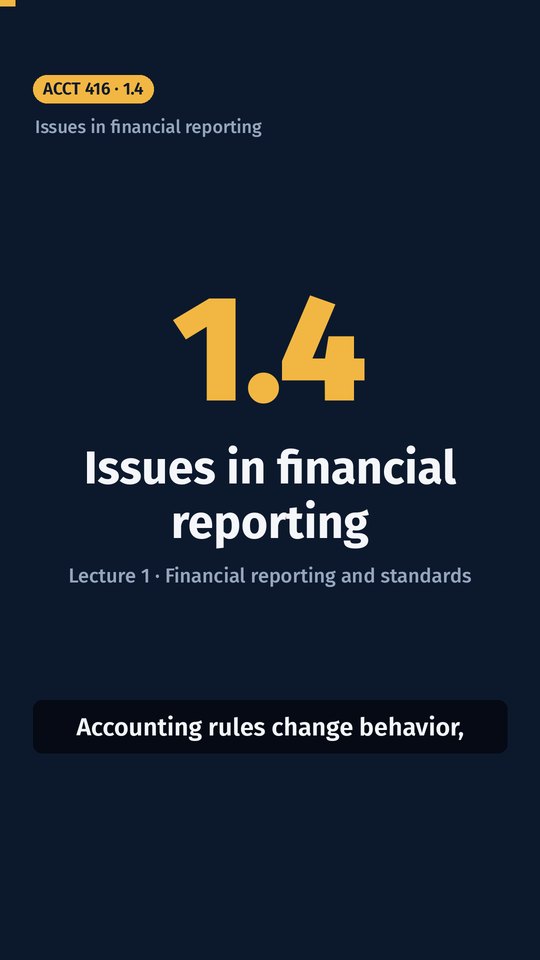 ACCT 416 · 1.4
Issues in financial reporting
1.4
Issues in financial
reporting
Lecture 1 · Financial reporting and standards
Accounting rules change behavior,